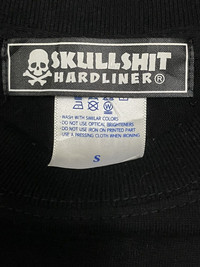 SKULLSHIT
HARDLINER®
WASH WITH SIMILAR COLORS
DO NOT USE OPTICAL BRIGHTENERS
DO NOT USE IRON ON PRINTED PART
USE A PRESSING CLOTH WHEN IRONING
S